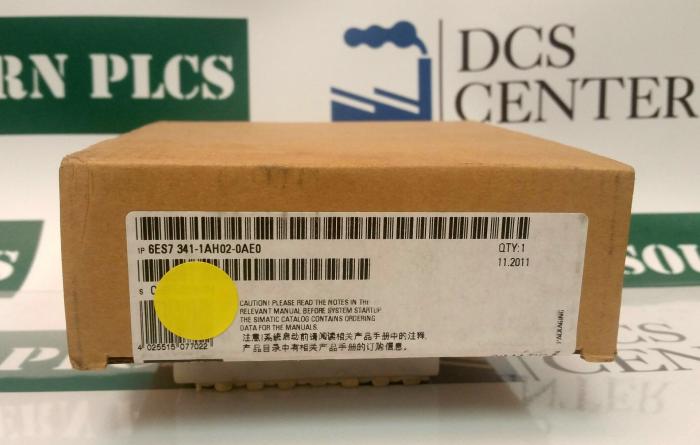 RN PLCS
DCS
CENTER
1P 6ES7 341-1AH02-0AE0
QTY:1
11.2011
S
CAUTION! PLEASE READ THE NOTES IN THE
RELEVANT MANUAL BEFORE SYSTEM STARTUP
THE SIMATIC CATALOG CONTAINS ORDERING
DATA FOR THE MANUALS.
注意!系统启动前请阅读相关产品手册中的注释,
产品目录中有相关产品手册的订购信息。
4 025515 077022
PACKAGING
PLC
SOU